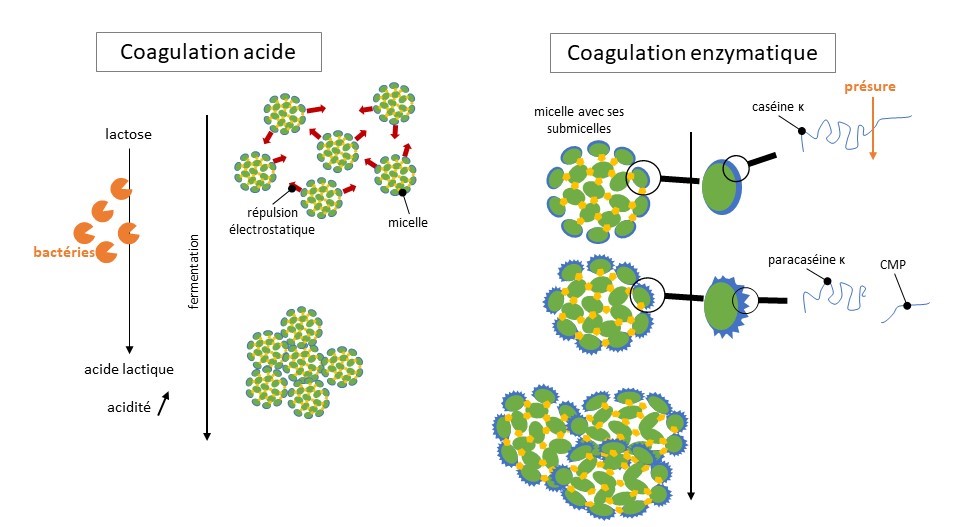 Coagulation acide
lactose
bactéries
acide lactique
acidité
fermentation
répulsion
électrostatique
micelle
Coagulation enzymatique
micelle avec ses
submicelles
caséine κ
présure
paracaséine κ
CMP